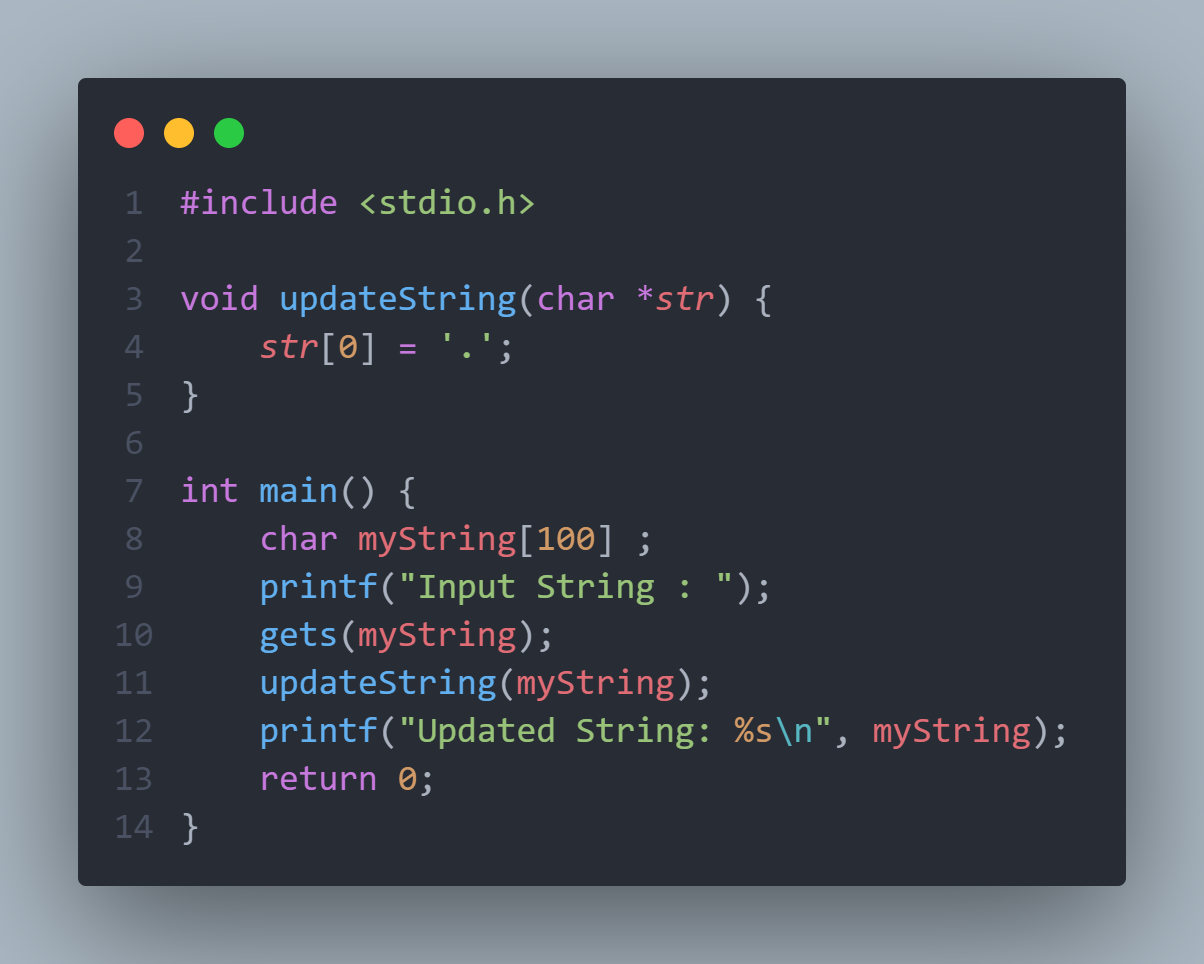 1 #include <stdio.h>
2
3 void updateString(char *str) {
4     str[0] = '.';
5 }
6
7 int main() {
8     char myString[100] ;
9     printf("Input String : ");
10     gets(myString);
11     updateString(myString);
12     printf("Updated String: %s\n", myString);
13     return 0;
14 }